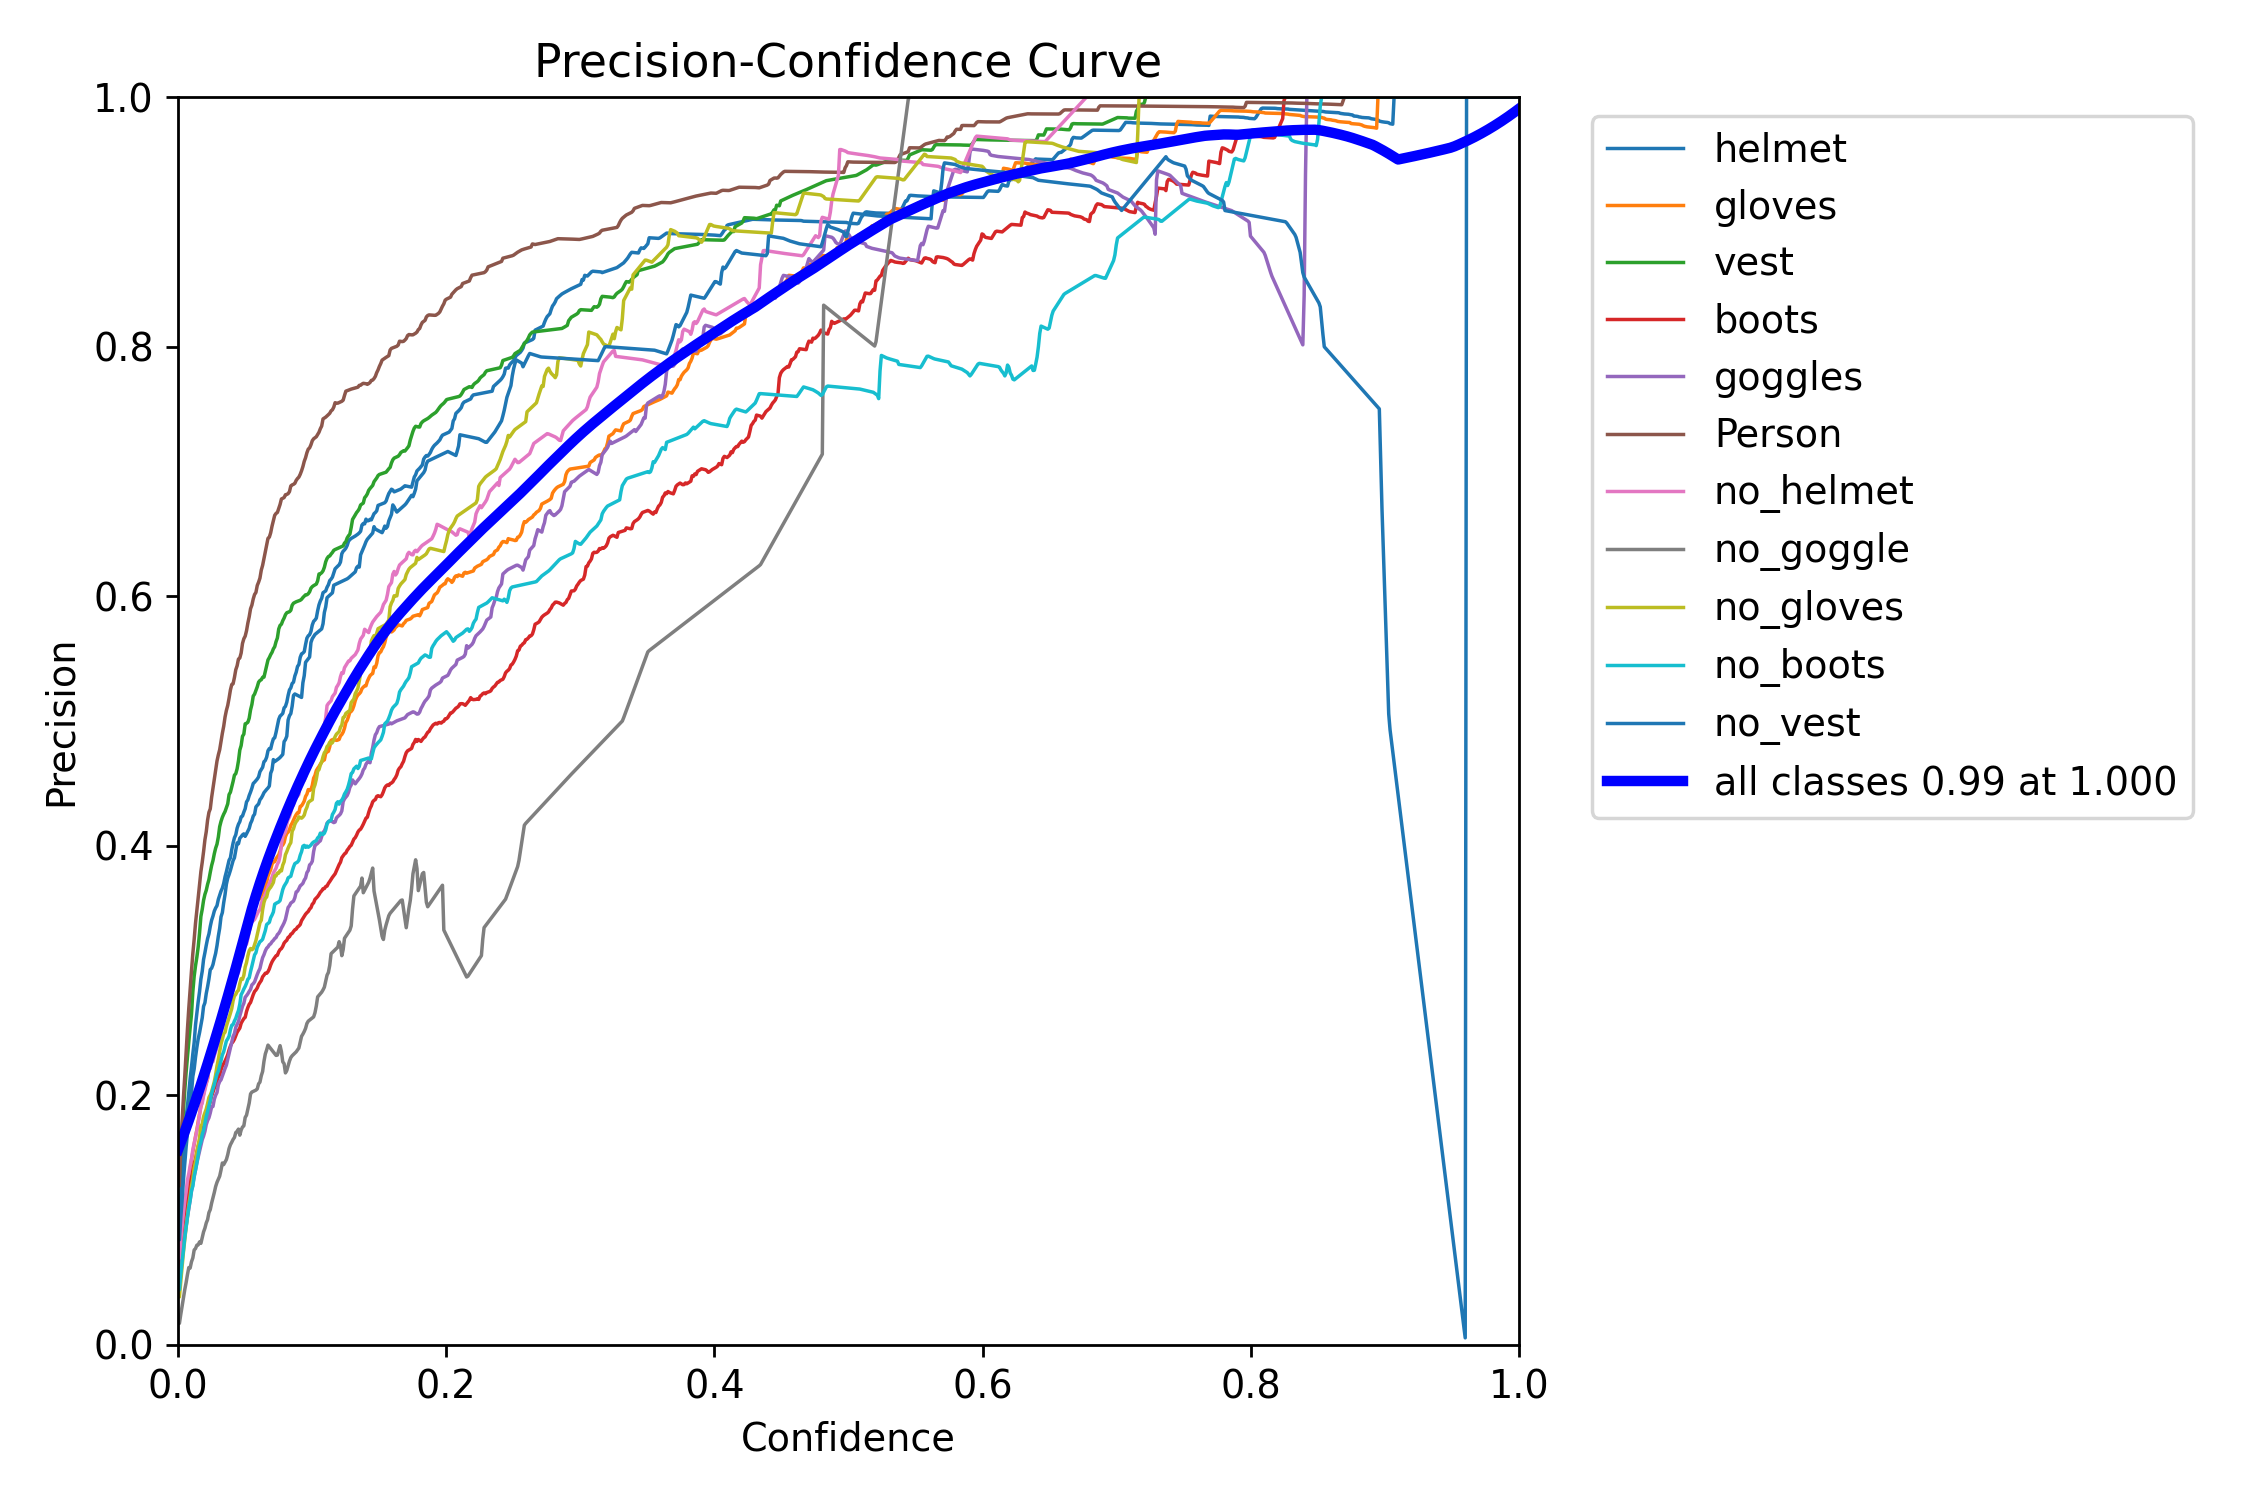 Precision-Confidence Curve
1.0
0.8
0.6
0.4
0.2
0.0
Precision
0.0 0.2 0.4 0.6 0.8 1.0
Confidence
helmet
gloves
vest
boots
goggles
Person
no_helmet
no_goggle
no_gloves
no_boots
no_vest
all classes 0.99 at 1.000